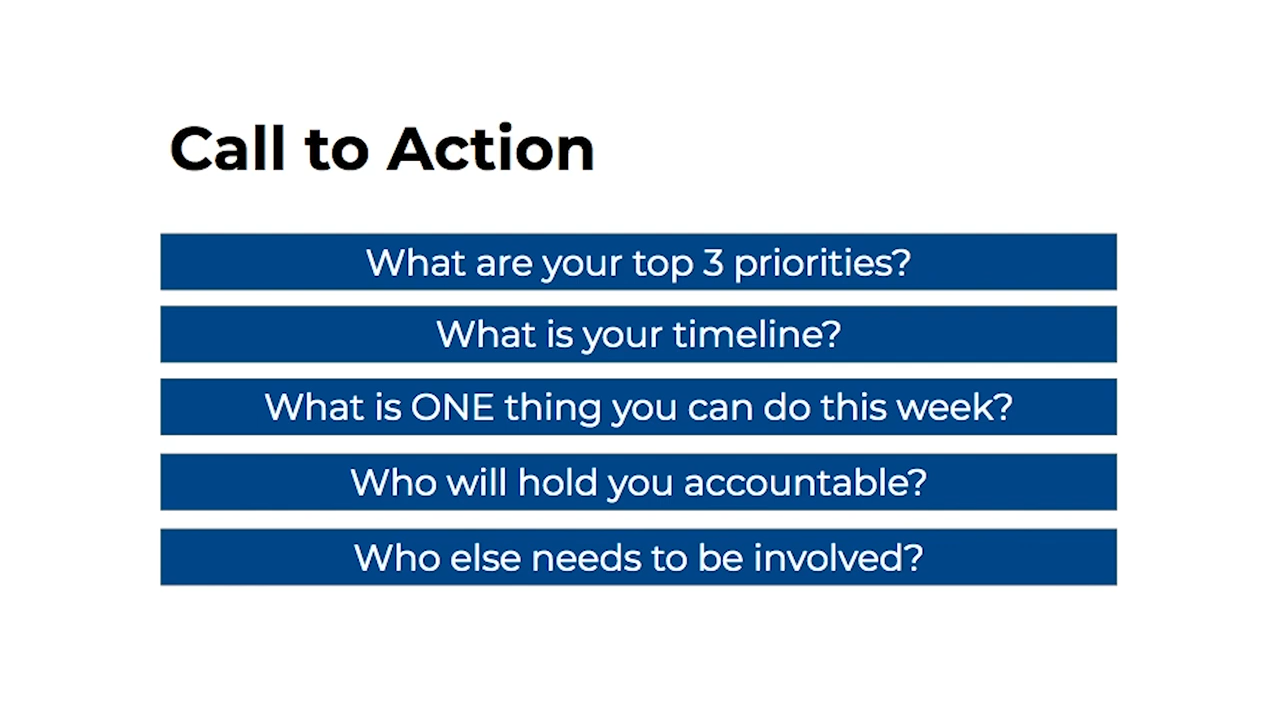 Call to Action
What are your top 3 priorities?
What is your timeline?
What is ONE thing you can do this week?
Who will hold you accountable?
Who else needs to be involved?